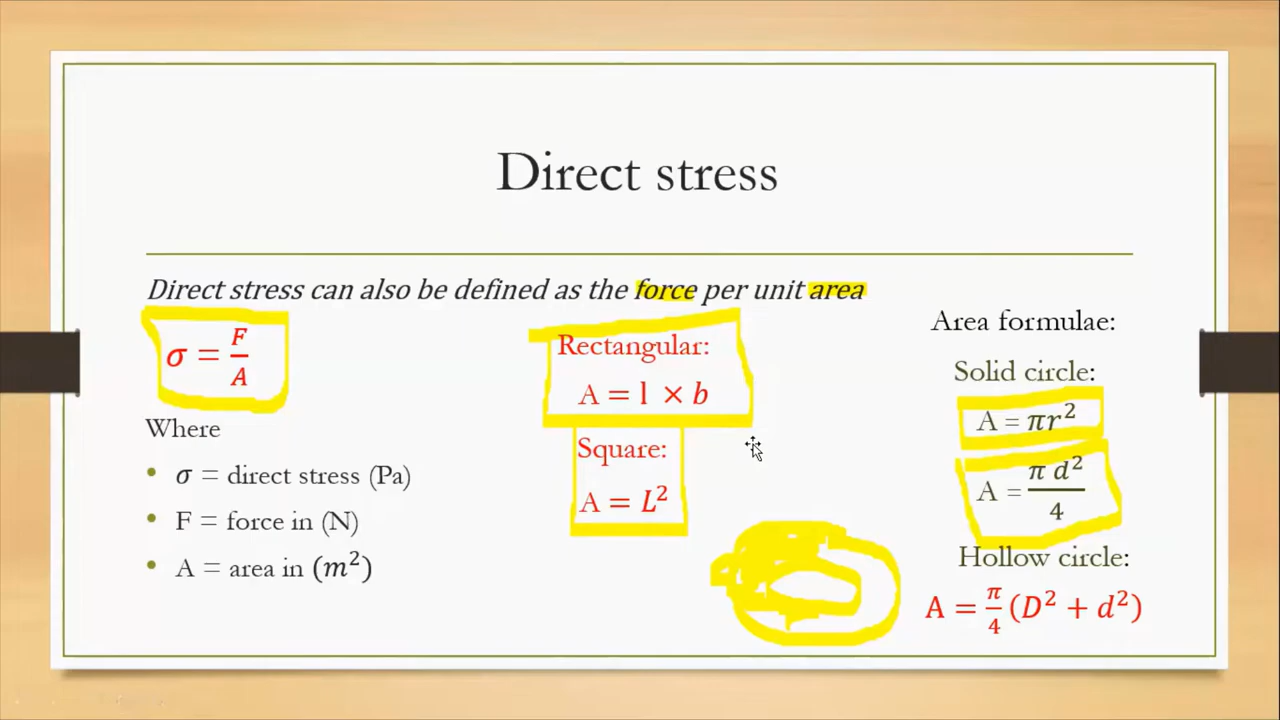 Direct stress
Direct stress can also be defined as the force per unit area
σ = F/A
Where
• σ = direct stress (Pa)
• F = force in (N)
• A = area in (m²)
Rectangular:
A = l × b
Square:
A = L²
Area formulae:
Solid circle:
A = πr²
A = π d²/4
Hollow circle:
A = π/4 (D² + d²)